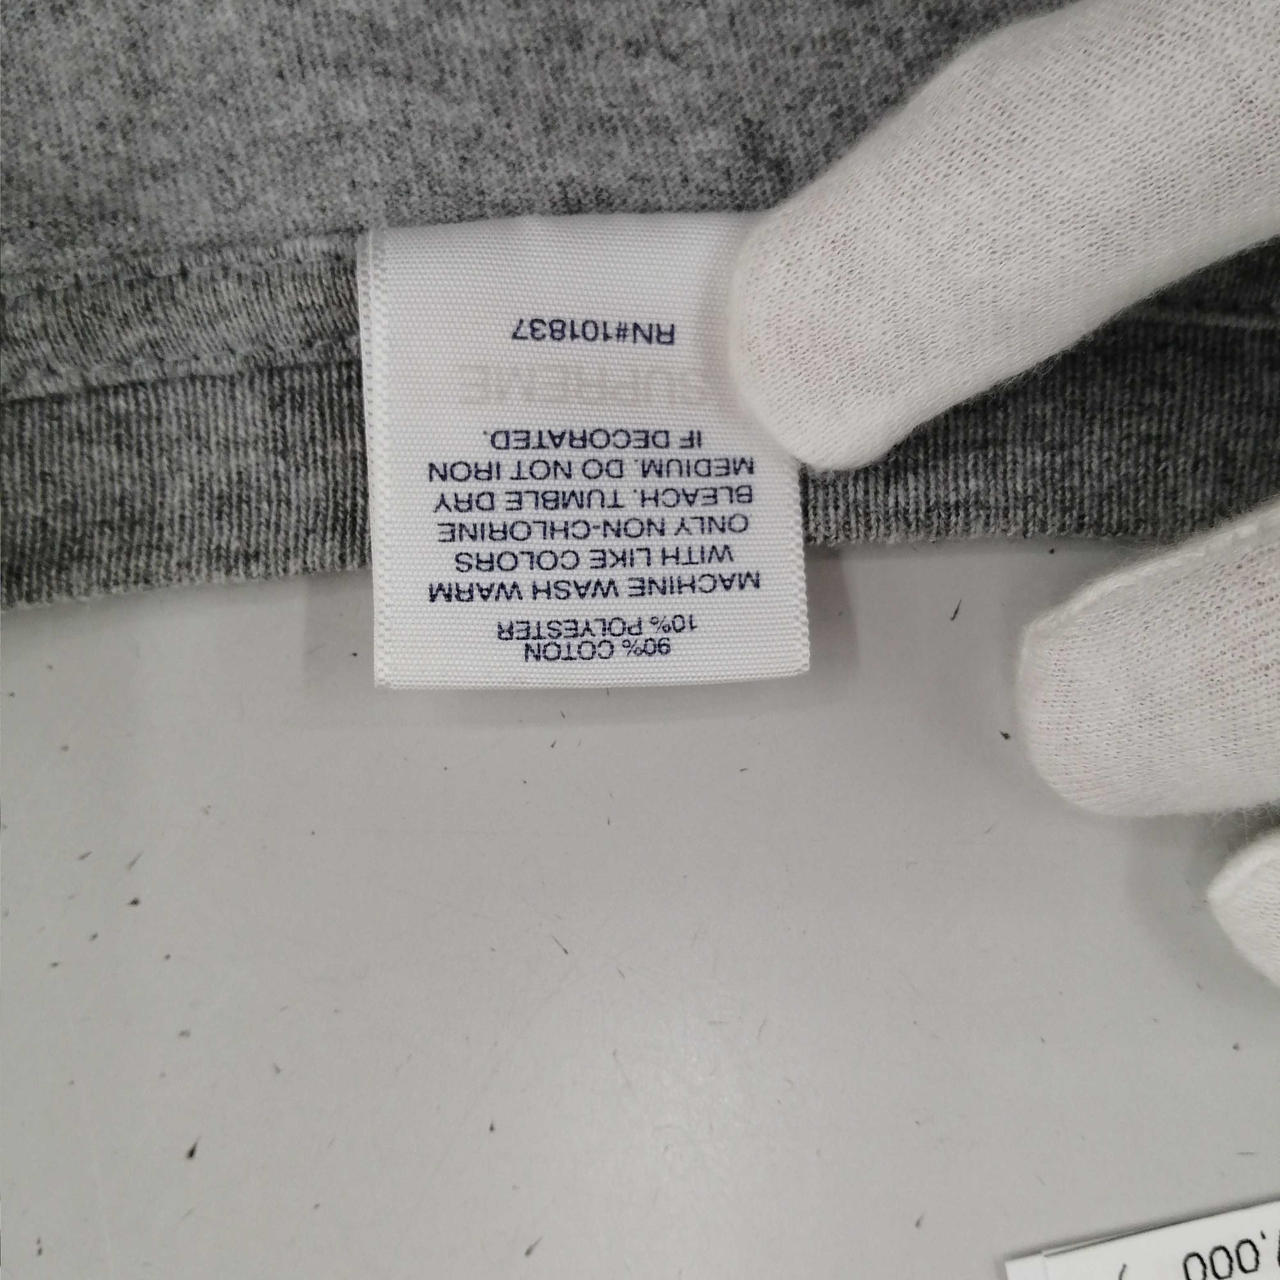 90% COTON
10% POLYESTER
MACHINE WASH WARM
WITH LIKE COLORS
ONLY NON-CHLORINE
BLEACH. TUMBLE DRY
MEDIUM. DO NOT IRON
IF DECORATED.
SUPREME
RN#101837